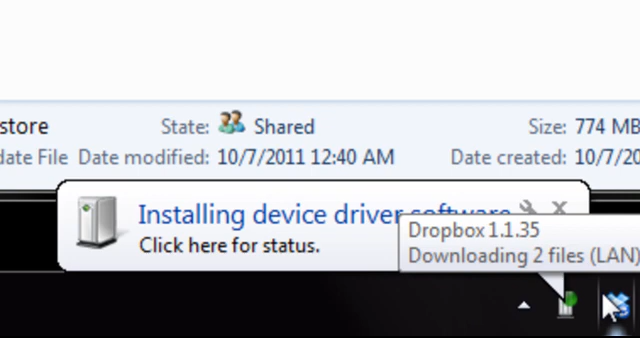 store State: Shared Size: 774 MB
date File Date modified: 10/7/2011 12:40 AM Date created: 10/7/20
Installing device driver software
Click here for status.
Dropbox 1.1.35
Downloading 2 files (LAN)